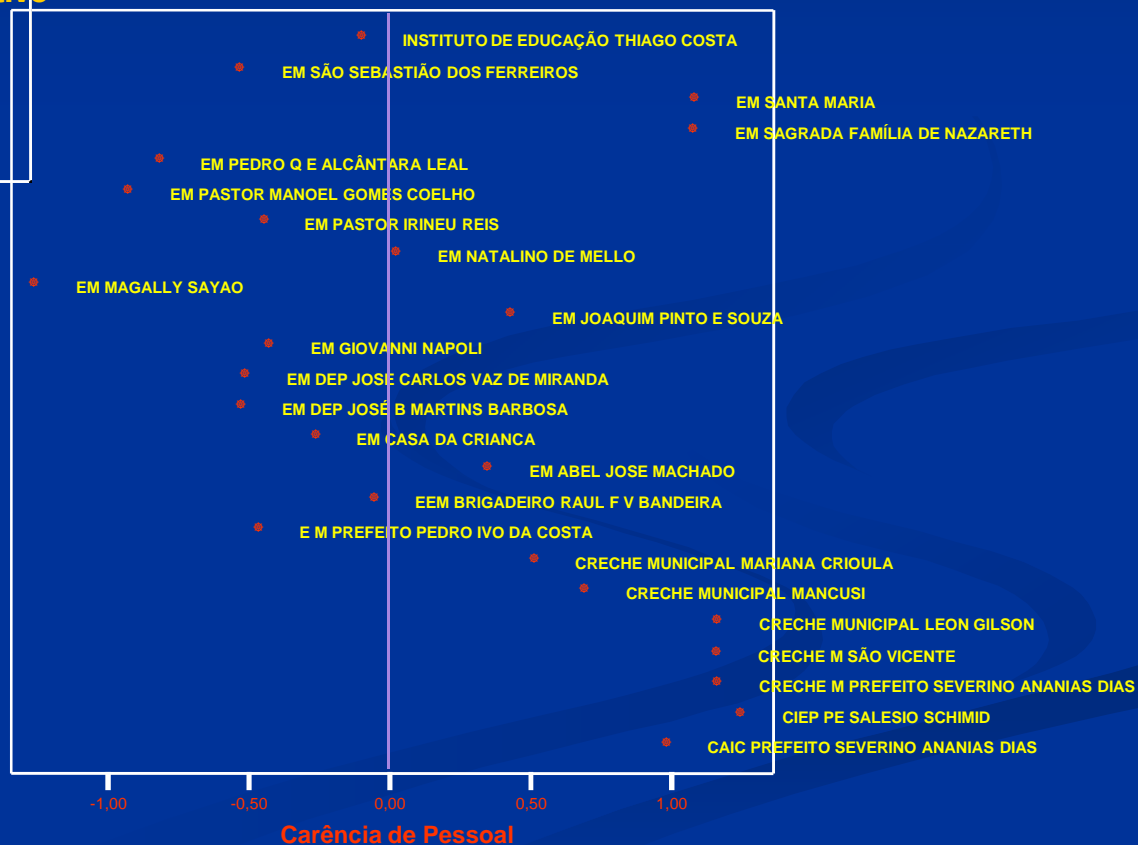 INSTITUTO DE EDUCAÇÃO THIAGO COSTA
EM SÃO SEBASTIÃO DOS FERREIROS
EM SANTA MARIA
EM SAGRADA FAMÍLIA DE NAZARETH
EM PEDRO Q E ALCÂNTARA LEAL
EM PASTOR MANOEL GOMES COELHO
EM PASTOR IRINEU REIS
EM NATALINO DE MELLO
EM MAGALLY SAYAO
EM JOAQUIM PINTO E SOUZA
EM GIOVANNI NAPOLI
EM DEP JOSE CARLOS VAZ DE MIRANDA
EM DEP JOSÉ B MARTINS BARBOSA
EM CASA DA CRIANCA
EM ABEL JOSE MACHADO
EEM BRIGADEIRO RAUL F V BANDEIRA
E M PREFEITO PEDRO IVO DA COSTA
CRECHE MUNICIPAL MARIANA CRIOULA
CRECHE MUNICIPAL MANCUSI
CRECHE MUNICIPAL LEON GILSON
CRECHE M SÃO VICENTE
CRECHE M PREFEITO SEVERINO ANANIAS DIAS
CIEP PE SALESIO SCHIMID
CAIC PREFEITO SEVERINO ANANIAS DIAS
-1,00 -0,50 0,00 0,50 1,00
Carência de Pessoal